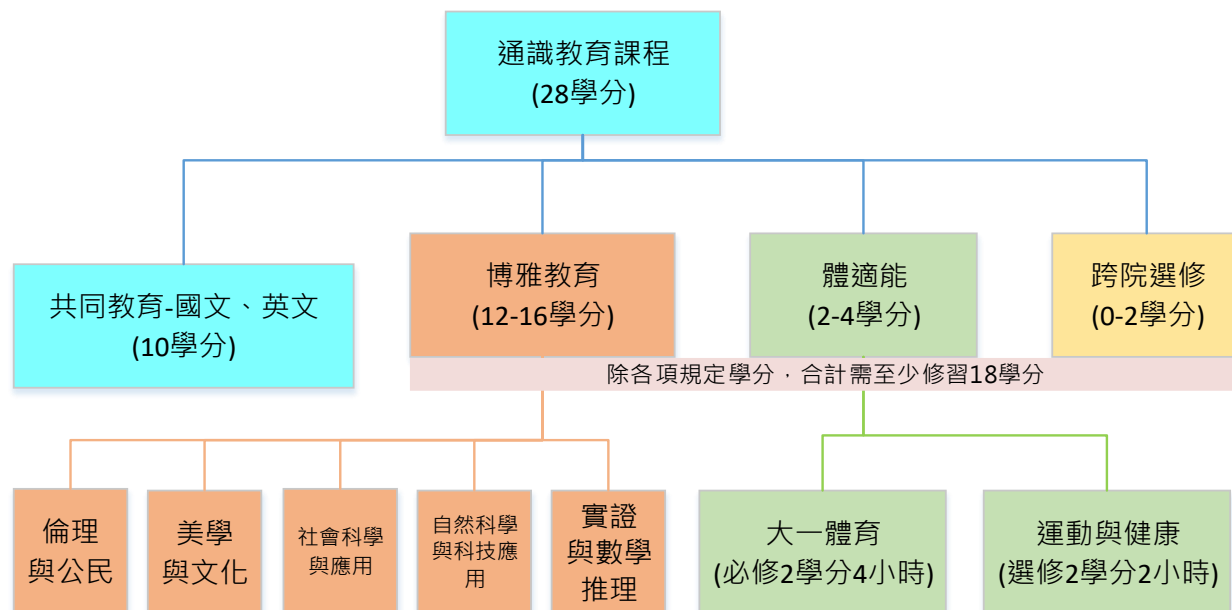 通識教育課程
(28學分)
共同教育-國文、英文
(10學分)
博雅教育
(12-16學分)
體適能
(2-4學分)
跨院選修
(0-2學分)
除各項規定學分，合計需至少修習18學分
倫理
與公民
美學
與文化
社會科學
與應用
自然科學
與科技應
用
實證
與數學
推理
大一體育
(必修2學分4小時)
運動與健康
(選修2學分2小時)